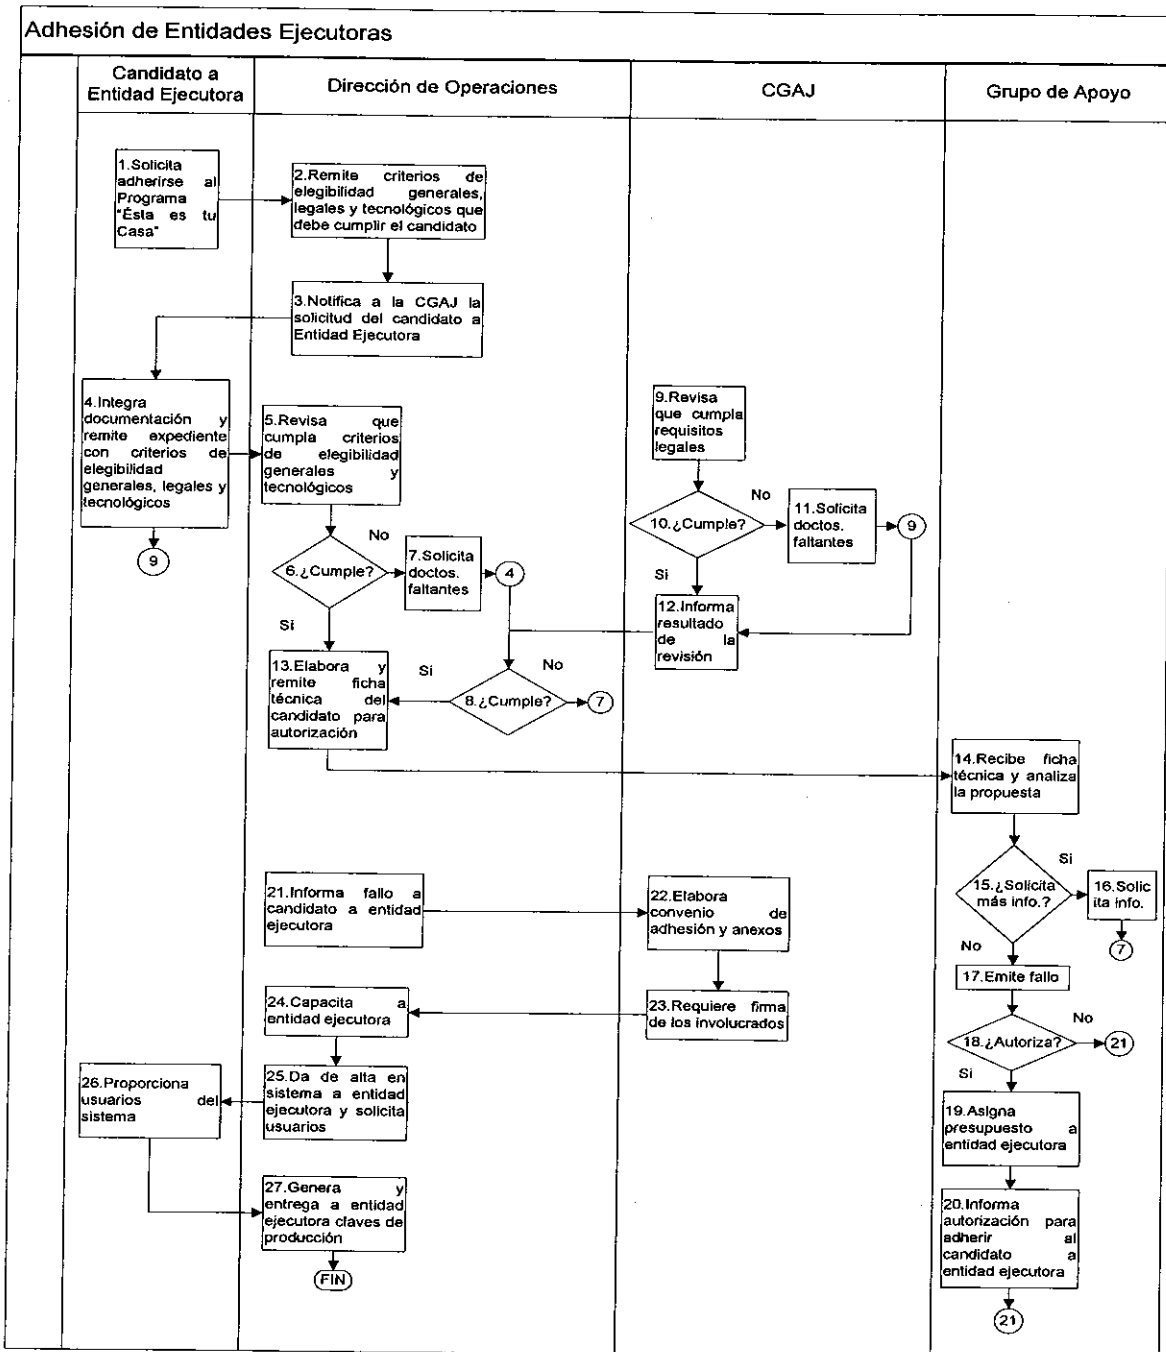 Adhesión de Entidades Ejecutoras
Candidato a
Entidad Ejecutora
Dirección de Operaciones
CGAJ
Grupo de Apoyo
1.Solicita
adherirse al
Programa
"Ésta es tu
Casa"
2.Remite criterios de
elegibilidad generales,
legales y tecnológicos que
debe cumplir el candidato
3.Notifica a la CGAJ la
solicitud del candidato a
Entidad Ejecutora
4.Integra
documentación y
remite expediente
con criterios de
elegibilidad
generales, legales y
tecnológicos
9
5.Revisa que
cumpla criterios
de elegibilidad
generales y
tecnológicos
6.¿Cumple?
No
7.Solicita
doctos.
faltantes
4
Si
9.Revisa
que cumpla
requisitos
legales
10.¿Cumple?
No
11.Solicita
doctos.
faltantes
9
Si
12.Informa
resultado
de la
revisión
13.Elabora y
remite ficha
técnica del
candidato para
autorización
Si
8.¿Cumple?
No
7
14.Recibe ficha
técnica y analiza
la propuesta
15.¿Solicita
más info.?
Si
16.Solic
ita info.
7
No
17.Emite fallo
18.¿Autoriza?
No
21
Si
19.Asigna
presupuesto a
entidad ejecutora
20.Informa
autorización para
adherir al
candidato a
entidad ejecutora
21
21.Informa fallo a
candidato a entidad
ejecutora
22.Elabora
convenio de
adhesión y anexos
23.Requiere firma
de los involucrados
24.Capacita a
entidad ejecutora
25.Da de alta en
sistema a entidad
ejecutora y solicita
usuarios
26.Proporciona
usuarios del
sistema
27.Genera y
entrega a entidad
ejecutora claves de
producción
FIN